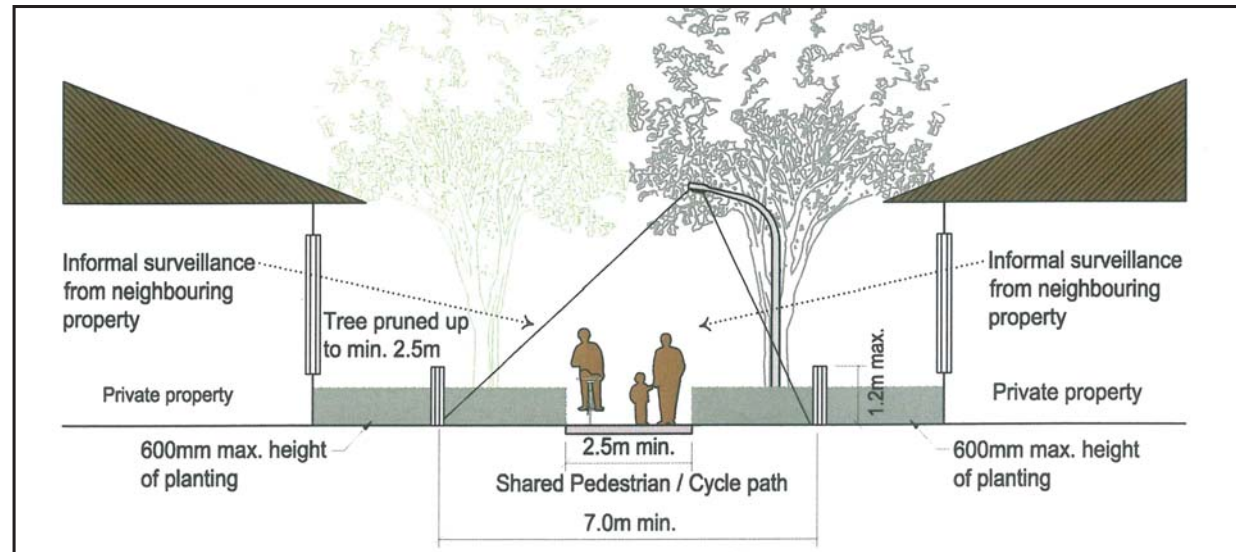 Informal surveillance
from neighbouring
property
Informal surveillance
from neighbouring
property
Tree pruned up
to min. 2.5m
1.2m max.
Private property
Private property
600mm max. height
of planting
2.5m min.
600mm max. height
of planting
Shared Pedestrian / Cycle path
7.0m min.